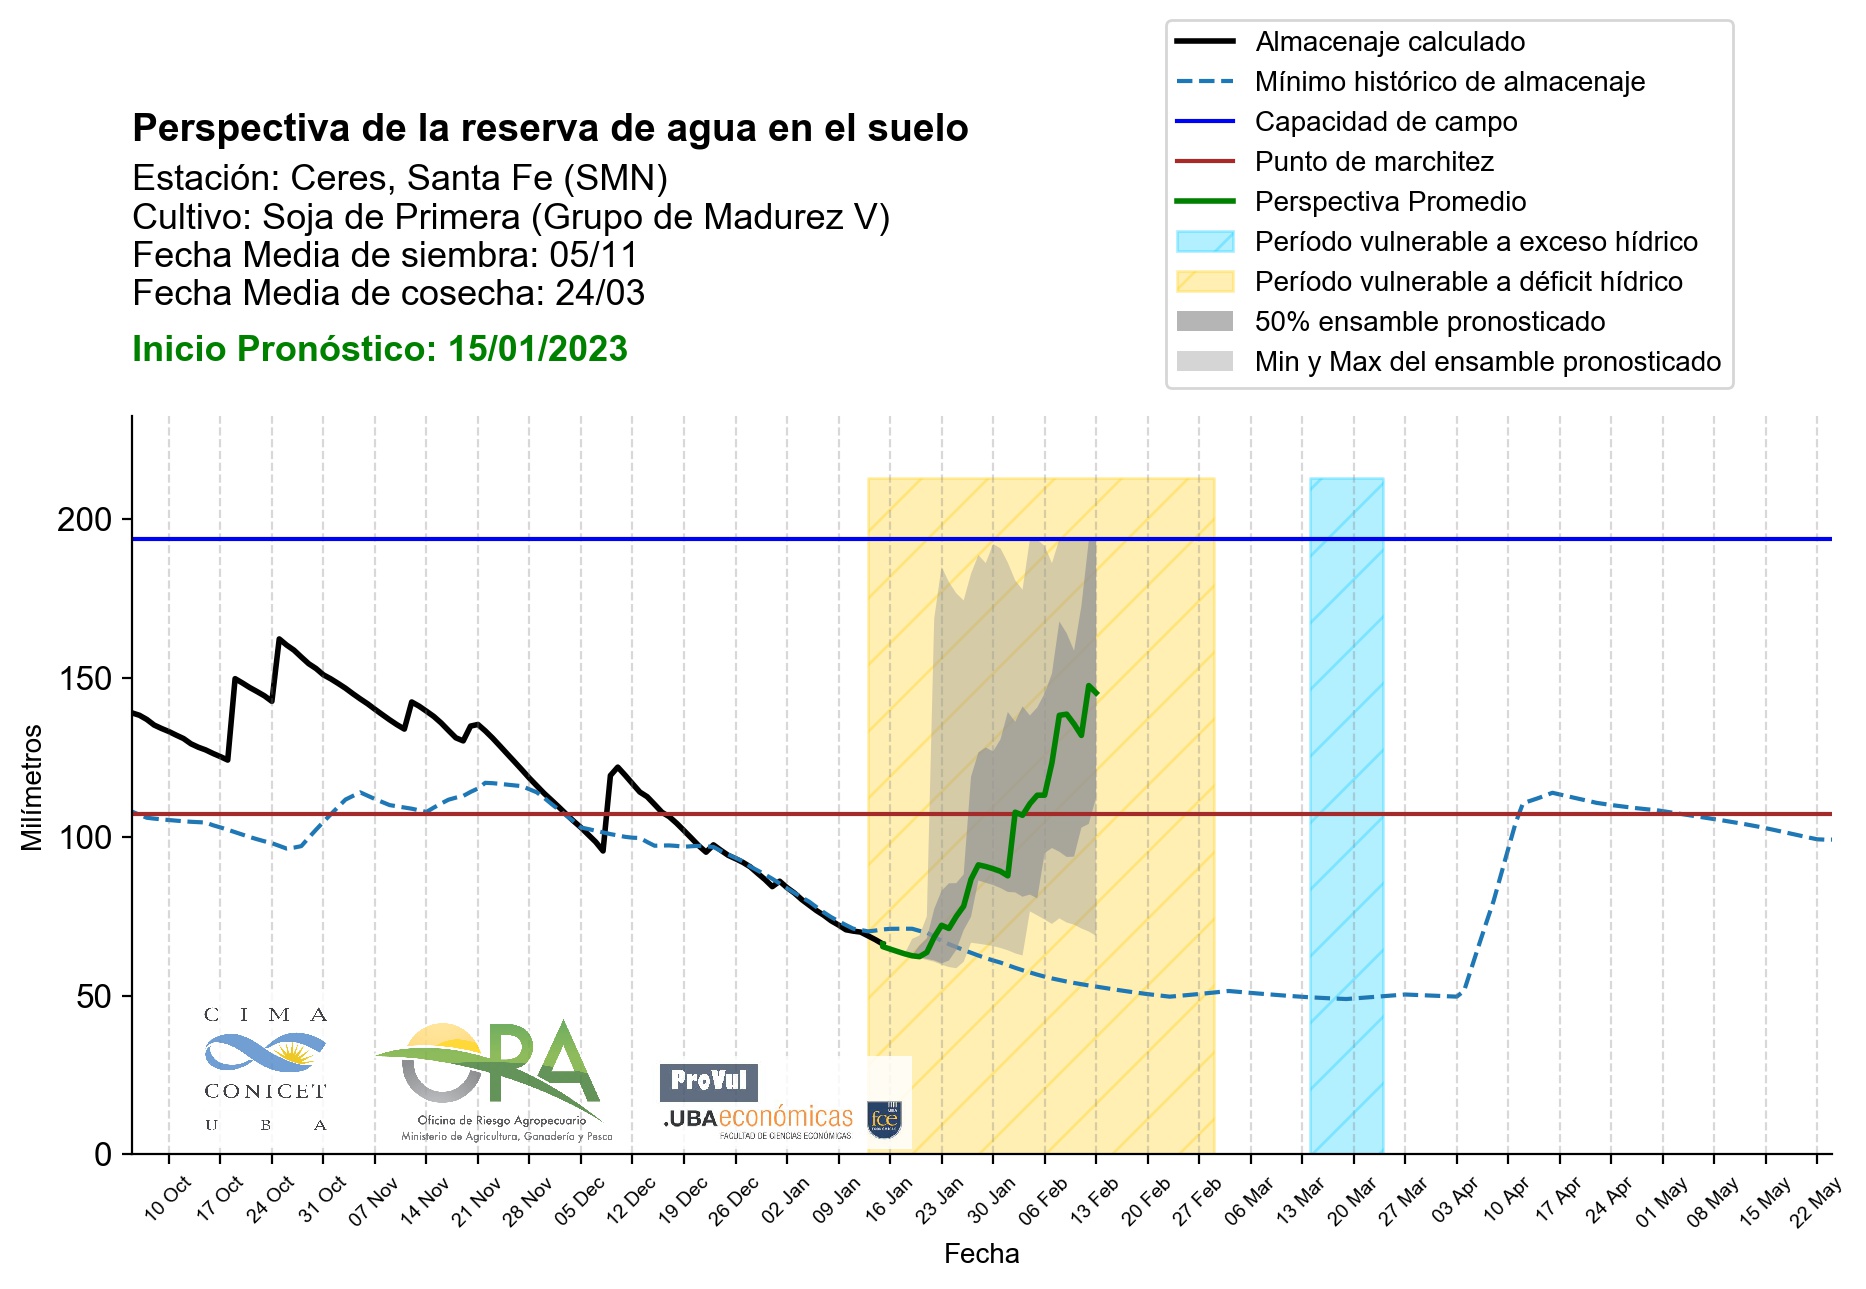 Almacenaje calculado
Mínimo histórico de almacenaje
Capacidad de campo
Punto de marchitez
Perspectiva Promedio
Período vulnerable a exceso hídrico
Período vulnerable a déficit hídrico
50% ensamble pronosticado
Min y Max del ensamble pronosticado
Perspectiva de la reserva de agua en el suelo
Estación: Ceres, Santa Fe (SMN)
Cultivo: Soja de Primera (Grupo de Madurez V)
Fecha Media de siembra: 05/11
Fecha Media de cosecha: 24/03
Inicio Pronóstico: 15/01/2023
Milímetros
200
150
100
50
0
CIMA
CONICET
UBA
ORA
Oficina de Riesgo Agropecuario
Ministerio de Agricultura, Ganadería y Pesca
ProVul
.UBAeconómicas
FACULTAD DE CIENCIAS ECONÓMICAS
UBA
fce
ECONÓMICAS
10 Oct
17 Oct
24 Oct
31 Oct
07 Nov
14 Nov
21 Nov
28 Nov
05 Dec
12 Dec
19 Dec
26 Dec
02 Jan
09 Jan
16 Jan
23 Jan
30 Jan
06 Feb
13 Feb
20 Feb
27 Feb
06 Mar
13 Mar
20 Mar
27 Mar
03 Apr
10 Apr
17 Apr
24 Apr
01 May
08 May
15 May
22 May
Fecha